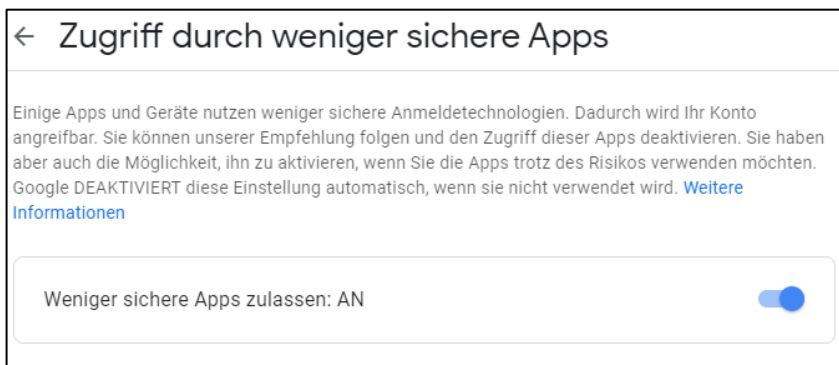 ← Zugriff durch weniger sichere Apps
Einige Apps und Geräte nutzen weniger sichere Anmeldetechnologien. Dadurch wird Ihr Konto
angreifbar. Sie können unserer Empfehlung folgen und den Zugriff dieser Apps deaktivieren. Sie haben
aber auch die Möglichkeit, ihn zu aktivieren, wenn Sie die Apps trotz des Risikos verwenden möchten.
Google DEAKTIVIERT diese Einstellung automatisch, wenn sie nicht verwendet wird. Weitere
Informationen
Weniger sichere Apps zulassen: AN